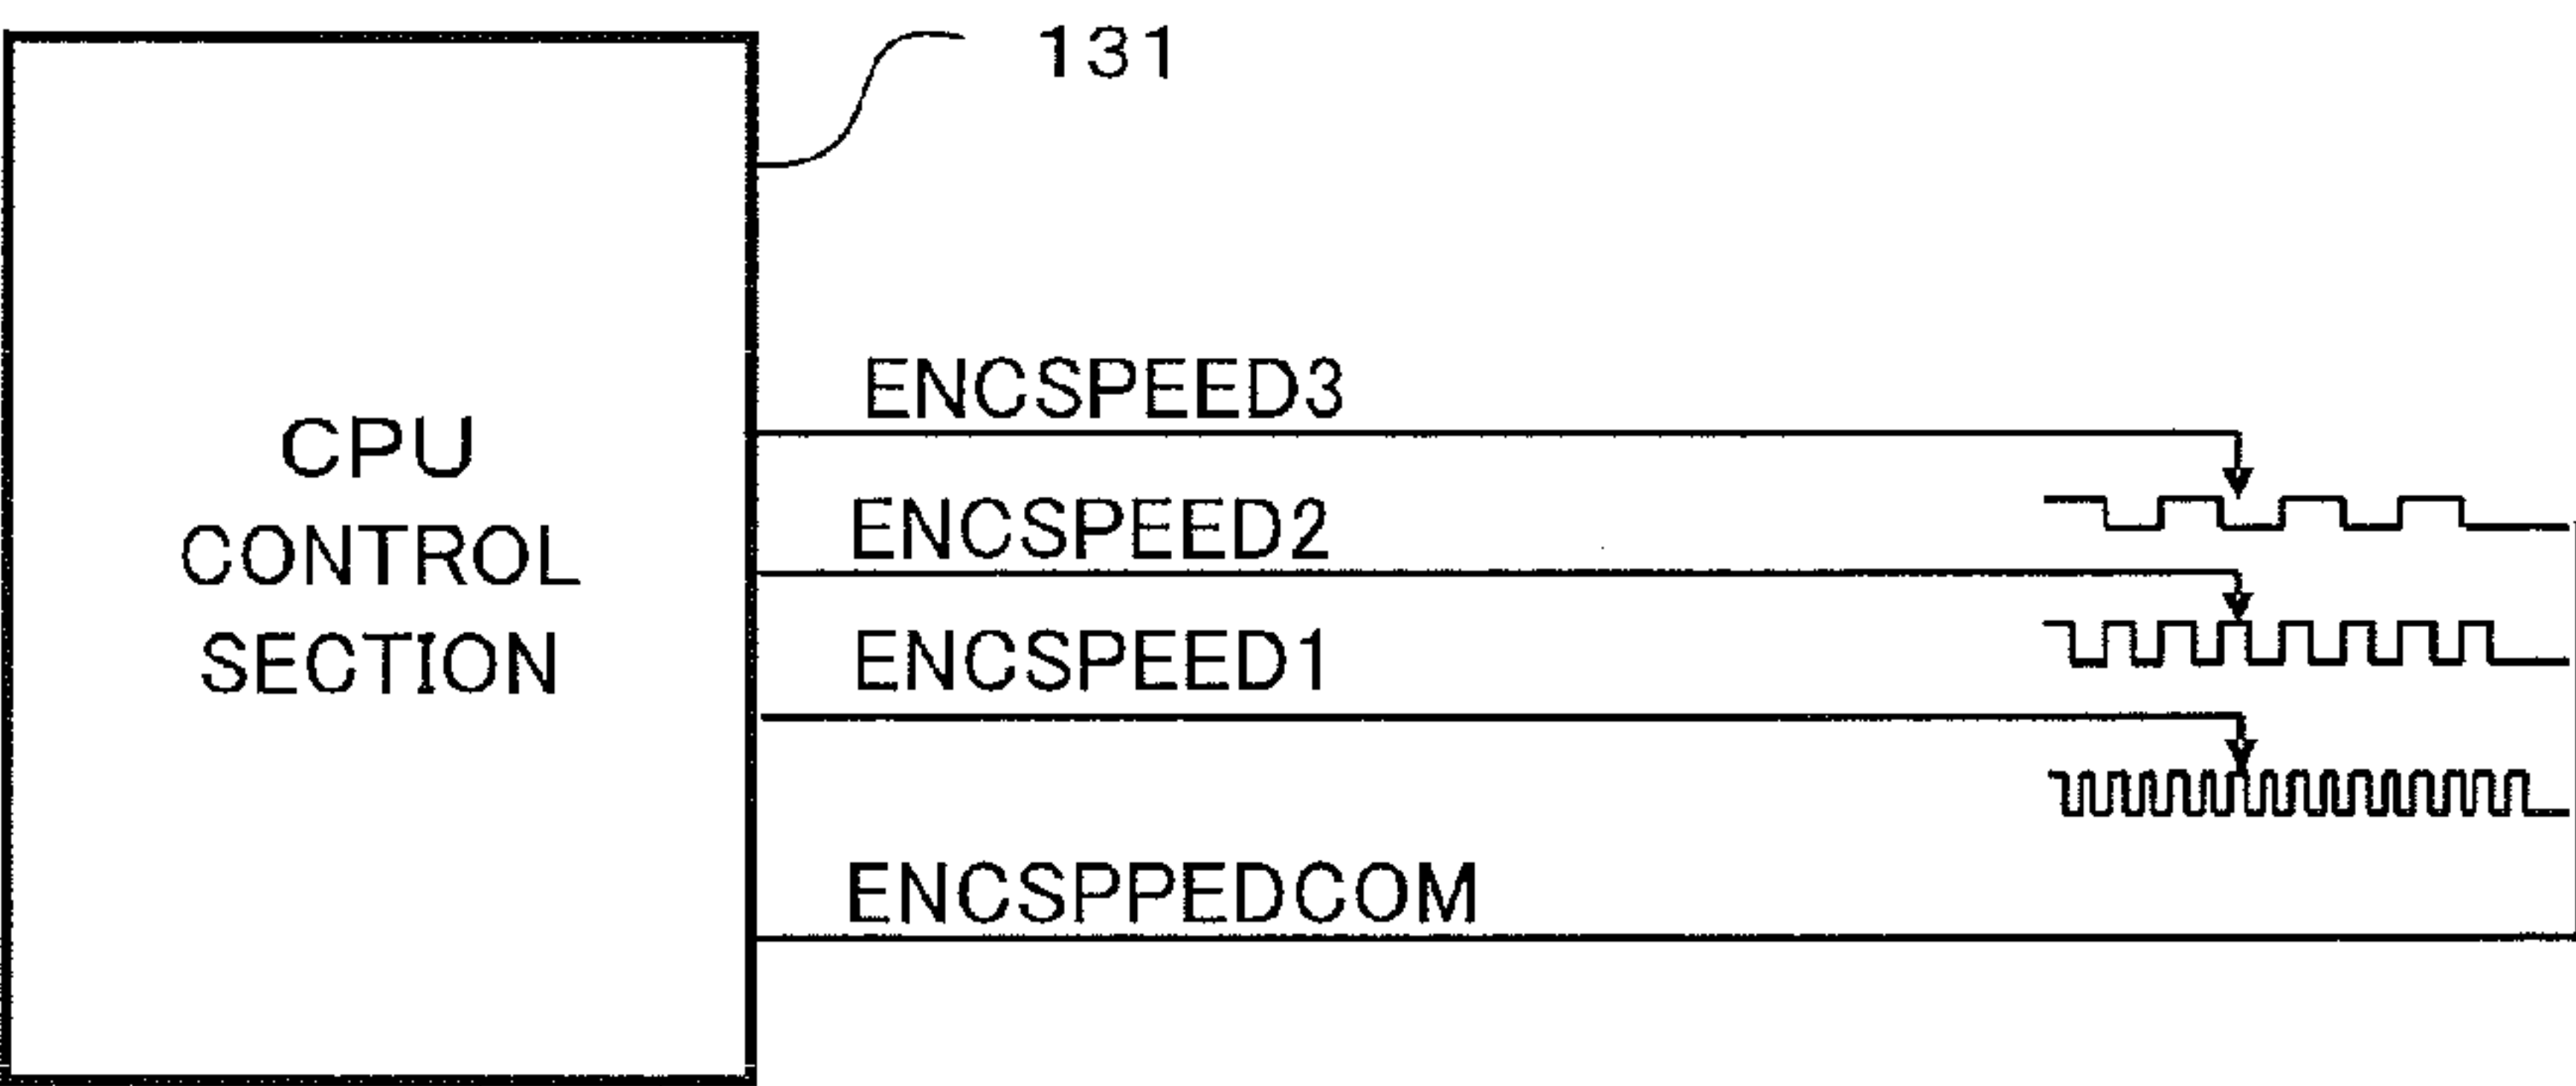 131
CPU
CONTROL
SECTION
ENCSPEED3
ENCSPEED2
ENCSPEED1
ENCSPPEDCOM